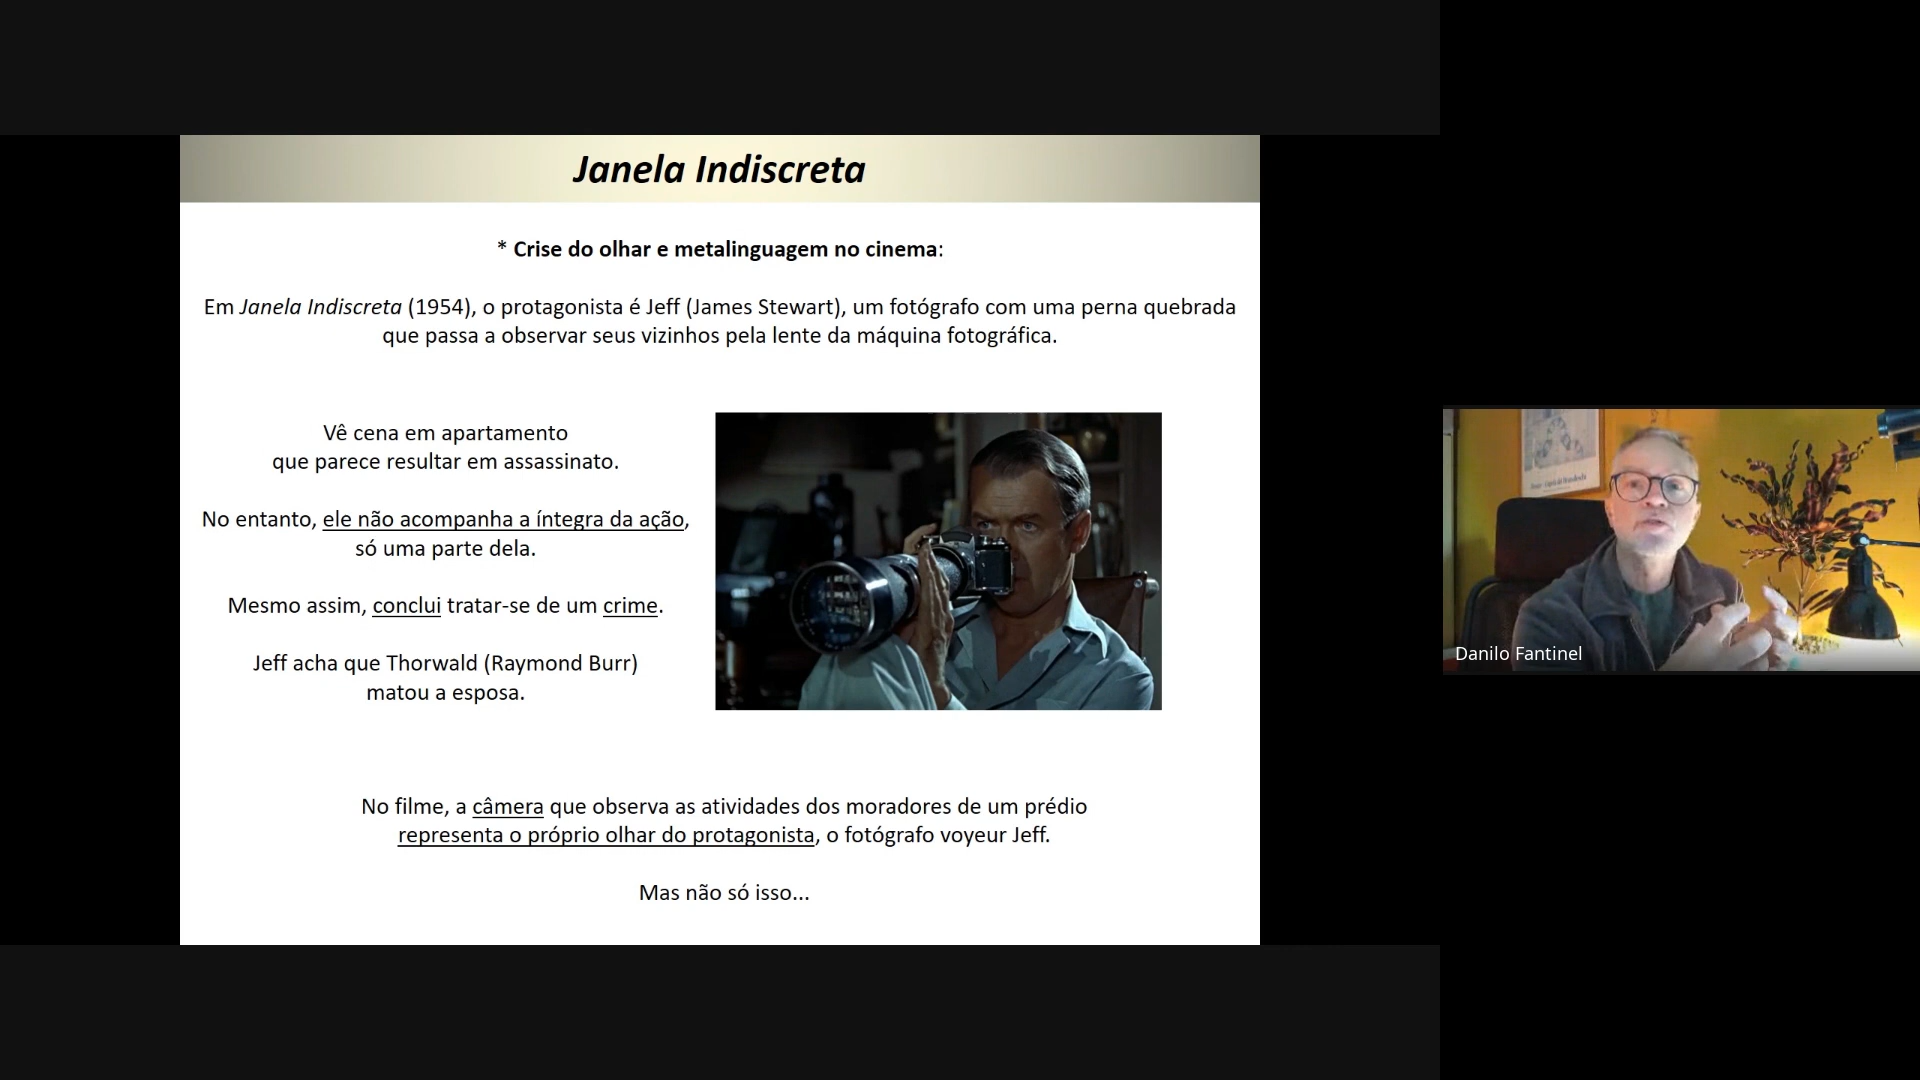 Janela Indiscreta
* Crise do olhar e metalinguagem no cinema:
Em Janela Indiscreta (1954), o protagonista é Jeff (James Stewart), um fotógrafo com uma perna quebrada
que passa a observar seus vizinhos pela lente da máquina fotográfica.
Vê cena em apartamento
que parece resultar em assassinato.
No entanto, ele não acompanha a íntegra da ação,
só uma parte dela.
Mesmo assim, conclui tratar-se de um crime.
Jeff acha que Thorwald (Raymond Burr)
matou a esposa.
No filme, a câmera que observa as atividades dos moradores de um prédio
representa o próprio olhar do protagonista, o fotógrafo voyeur Jeff.
Mas não só isso...
Danilo Fantinel